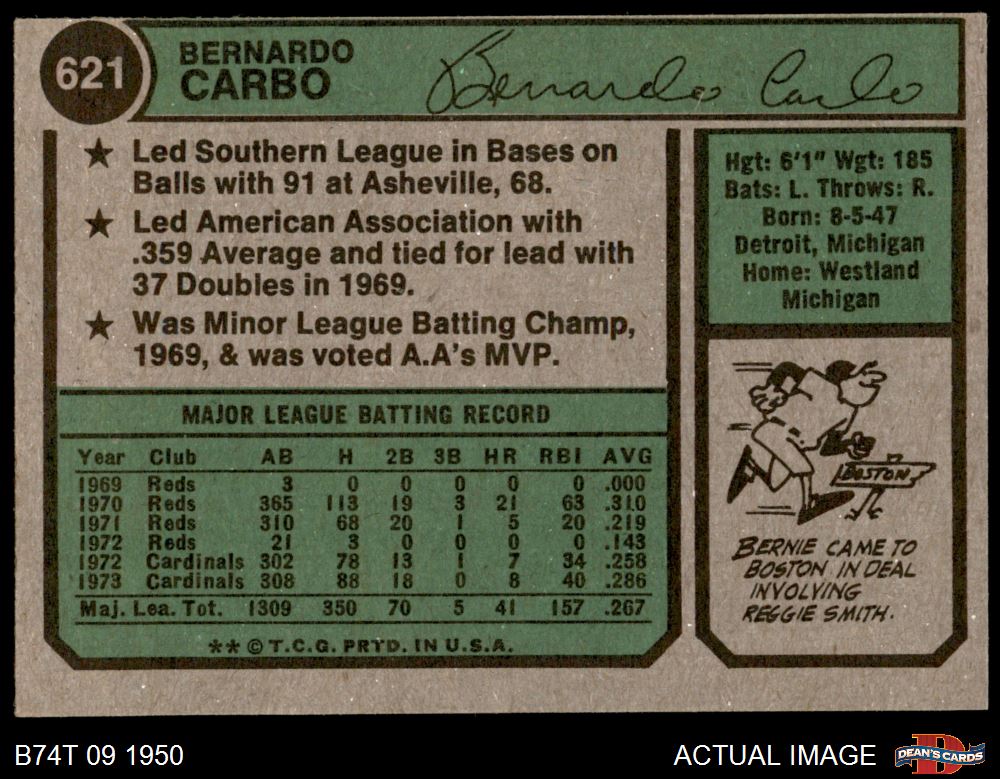 621
BERNARDO
CARBO
Bernardo Carbo
★ Led Southern League in Bases on
Balls with 91 at Asheville, 68.
★ Led American Association with
.359 Average and tied for lead with
37 Doubles in 1969.
★ Was Minor League Batting Champ,
1969, & was voted A.A's MVP.
Hgt: 6'1" Wgt: 185
Bats: L. Throws: R.
Born: 8-5-47
Detroit, Michigan
Home: Westland
Michigan
MAJOR LEAGUE BATTING RECORD
Year Club AB H 2B 3B HR RBI AVG
1969 Reds 3 0 0 0 0 0 .000
1970 Reds 365 113 19 3 21 63 .310
1971 Reds 310 68 20 1 5 20 .219
1972 Reds 21 3 0 0 0 0 .143
1972 Cardinals 302 78 13 1 7 34 .258
1973 Cardinals 308 88 18 0 8 40 .286
Maj. Lea. Tot. 1309 350 70 5 41 157 .267
** © T.C.G. PRTD. IN U.S.A.
BOSTON
BERNIE CAME TO
BOSTON IN DEAL
INVOLVING
REGGIE SMITH.
B74T 09 1950
ACTUAL IMAGE
DEAN'S CARDS